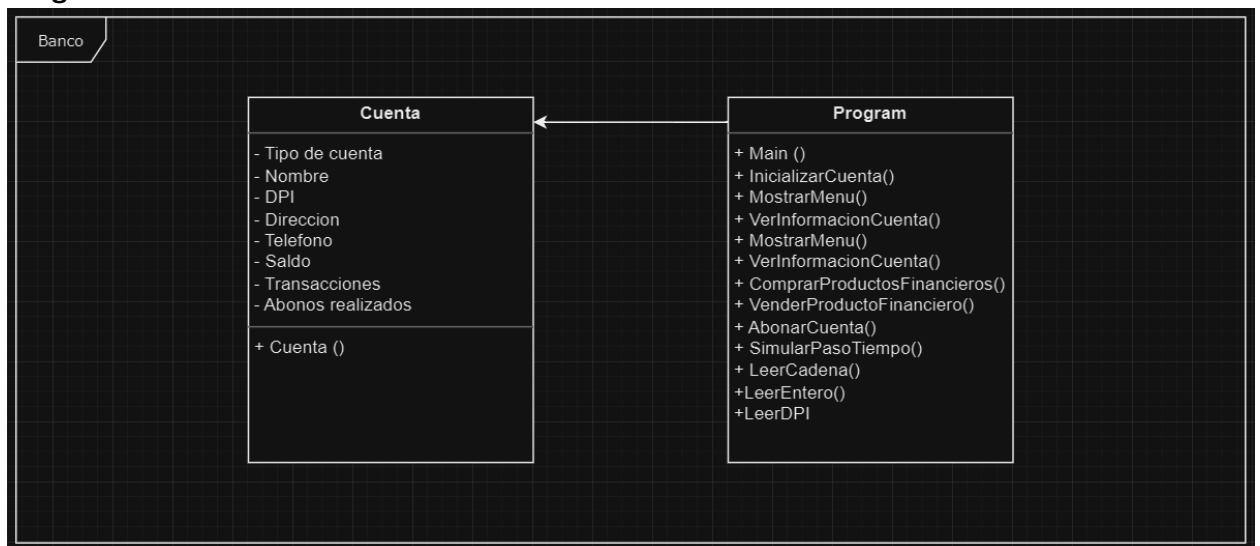 Banco
Cuenta
- Tipo de cuenta
- Nombre
- DPI
- Direccion
- Telefono
- Saldo
- Transacciones
- Abonos realizados
+ Cuenta ()
Program
+ Main ()
+ InicializarCuenta()
+ MostrarMenu()
+ VerInformacionCuenta()
+ MostrarMenu()
+ VerInformacionCuenta()
+ ComprarProductosFinancieros()
+ VenderProductoFinanciero()
+ AbonarCuenta()
+ SimularPasoTiempo()
+ LeerCadena()
+LeerEntero()
+LeerDPI